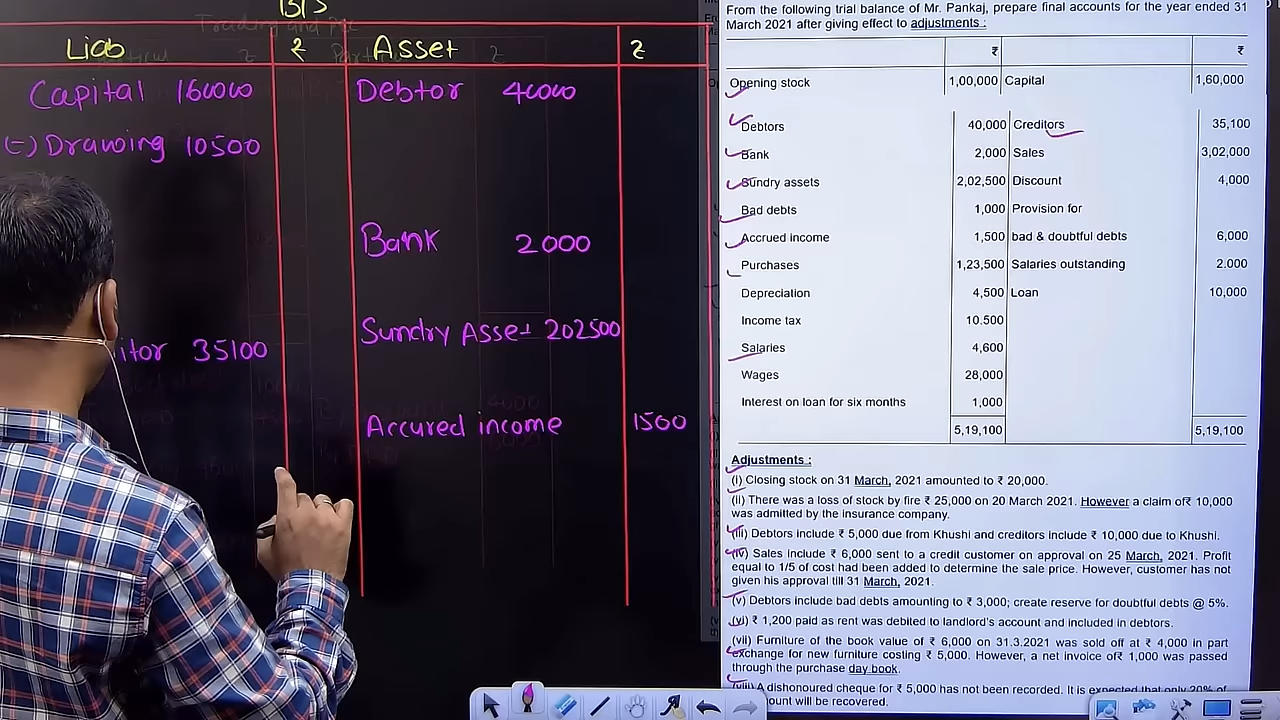 B/S
Liab ₹ Asset ₹
Capital 160000 Debtor 40000
(-) Drawing 10500
Bank 2000
Sundry Asset 202500
itor 35100
Accured income 1500
From the following trial balance of Mr. Pankaj, prepare final accounts for the year ended 31
March 2021 after giving effect to adjustments :
₹ ₹
Opening stock 1,00,000 Capital 1,60,000
Debtors 40,000 Creditors 35,100
Bank 2,000 Sales 3,02,000
Sundry assets 2,02,500 Discount 4,000
Bad debts 1,000 Provision for
Accrued income 1,500 bad & doubtful debts 6,000
Purchases 1,23,500 Salaries outstanding 2.000
Depreciation 4,500 Loan 10,000
Income tax 10.500
Salaries 4,600
Wages 28,000
Interest on loan for six months 1,000
5,19,100 5,19,100
Adjustments :
(i) Closing stock on 31 March, 2021 amounted to ₹ 20,000.
(ii) There was a loss of stock by fire ₹ 25,000 on 20 March 2021. However a claim of₹ 10,000
was admitted by the insurance company.
(iii) Debtors include ₹ 5,000 due from Khushi and creditors include ₹ 10,000 due to Khushi.
(iv) Sales include ₹ 6,000 sent to a credit customer on approval on 25 March, 2021. Profit
equal to 1/5 of cost had been added to determine the sale price. However, customer has not
given his approval till 31 March, 2021.
(v) Debtors include bad debts amounting to ₹ 3,000; create reserve for doubtful debts @ 5%.
(vi) ₹ 1,200 paid as rent was debited to landlord's account and included in debtors.
(vii) Furniture of the book value of ₹ 6,000 on 31.3.2021 was sold off at ₹ 4,000 in part
exchange for new furniture costing ₹ 5,000. However, a net invoice of₹ 1,000 was passed
through the purchase day book.
(viii) A dishonoured cheque for ₹ 5,000 has not been recorded. It is expected that only 20% of
ount will be recovered.